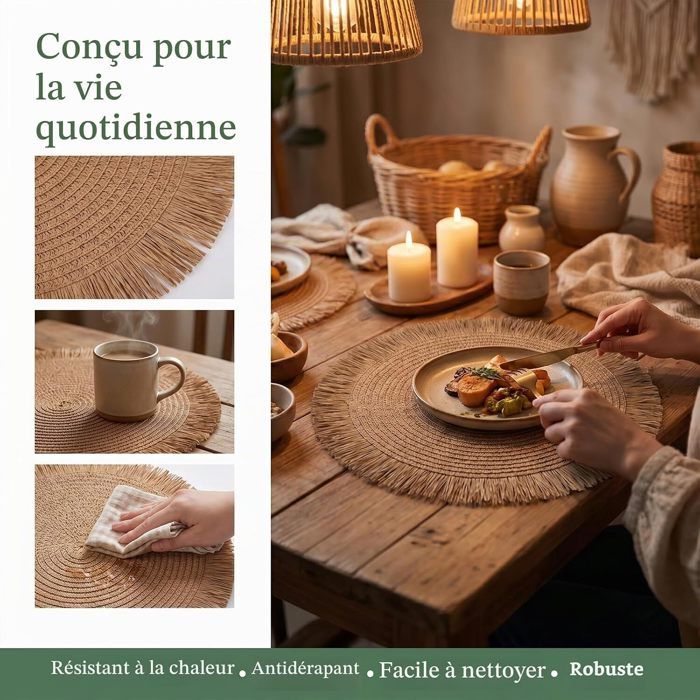 Conçu pour
la vie
quotidienne
Résistant à la chaleur • Antidérapant • Facile à nettoyer • Robuste